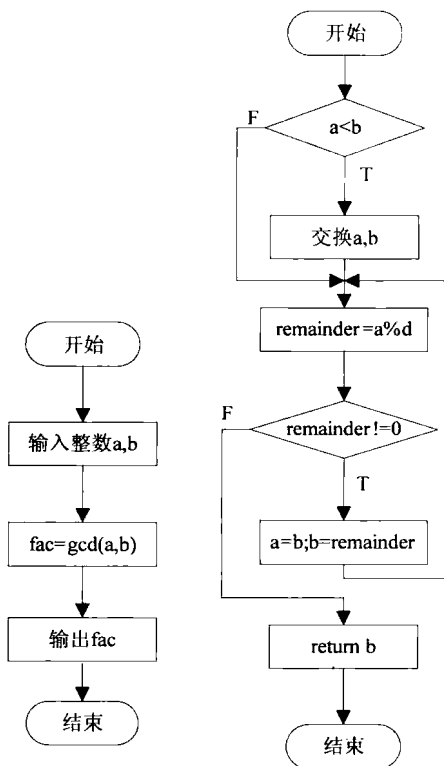 开始
输入整数a,b
fac=gcd(a,b)
输出fac
结束
开始
a<b
F
T
交换a,b
remainder=a%d
remainder!=0
F
T
a=b;b=remainder
return b
结束